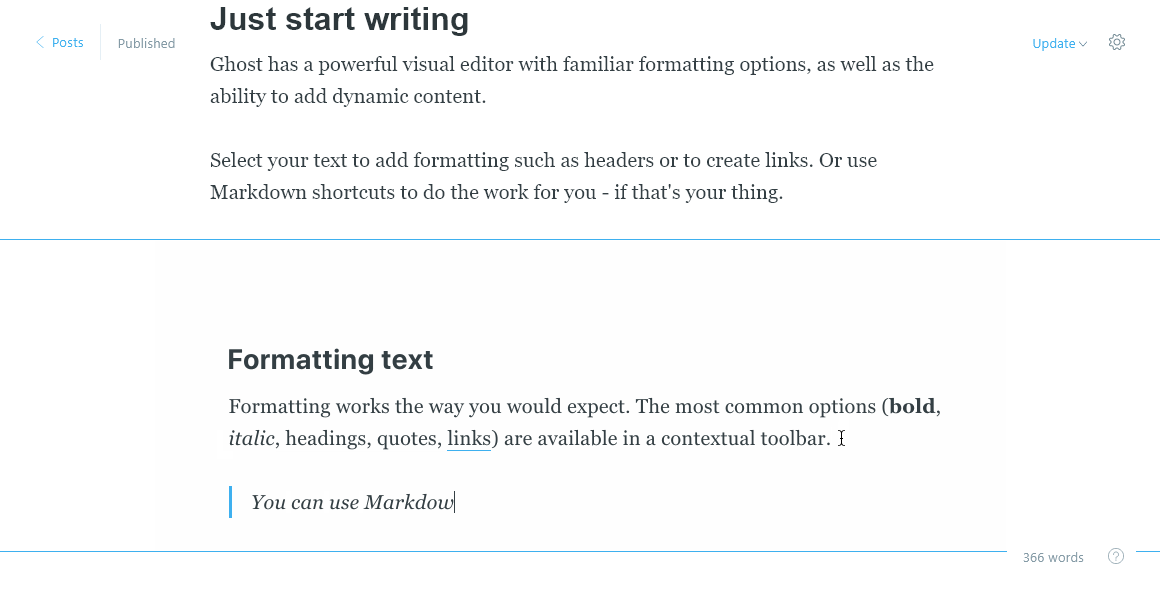 Just start writing
Posts
Published
Update
Ghost has a powerful visual editor with familiar formatting options, as well as the
ability to add dynamic content.
Select your text to add formatting such as headers or to create links. Or use
Markdown shortcuts to do the work for you - if that's your thing.
Formatting text
Formatting works the way you would expect. The most common options (bold,
italic, headings, quotes, links) are available in a contextual toolbar.
You can use Markdow
366 words
?